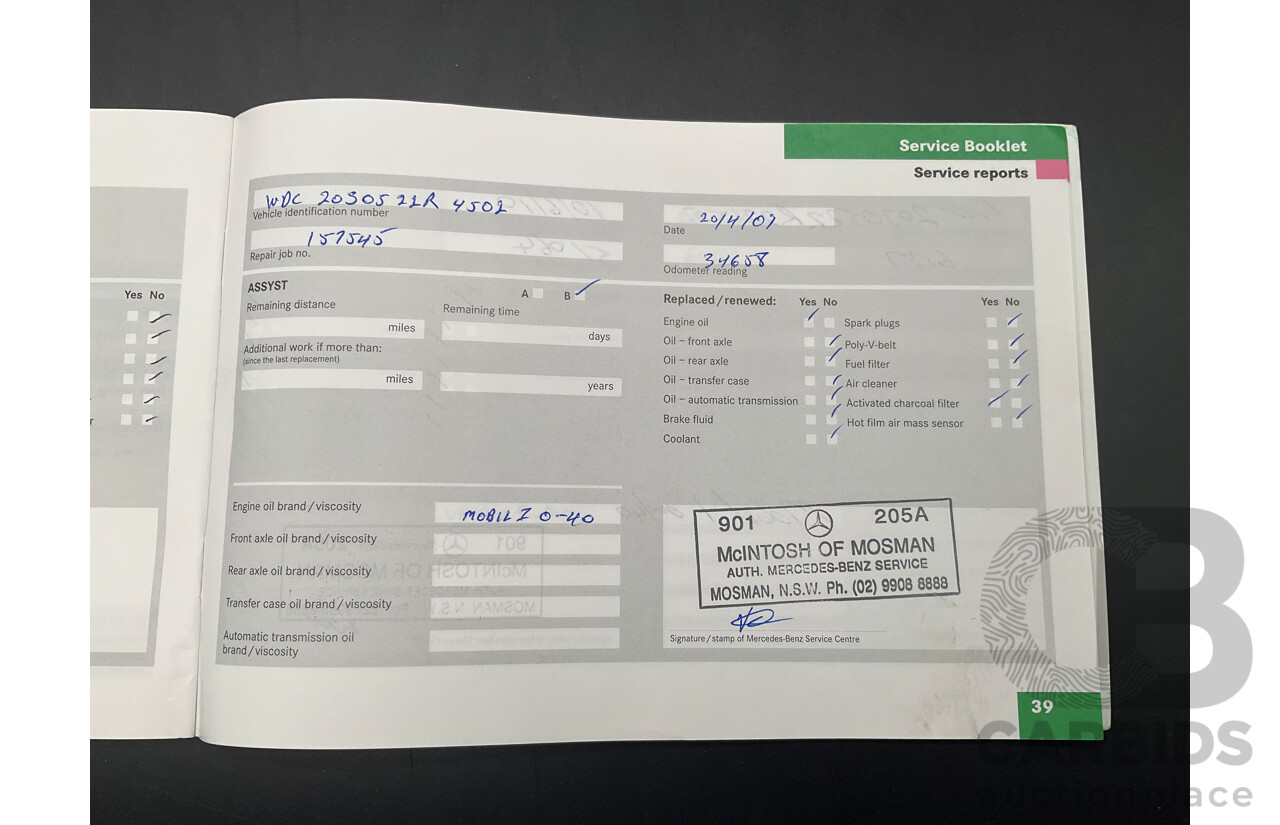 Service Booklet
Service reports
WDC 2030522R 4502
Vehicle identification number
20/4/07
Date
157545
Repair job no.
34658
Odometer reading
Yes No
ASSYST
A
B
Remaining distance
miles
Remaining time
days
Additional work if more than:
(since the last replacement)
miles
years
Replaced/renewed: Yes No
Yes No
Engine oil
Spark plugs
Oil – front axle
Poly-V-belt
Oil – rear axle
Fuel filter
Oil – transfer case
Air cleaner
Oil – automatic transmission
Activated charcoal filter
Brake fluid
Hot film air mass sensor
Coolant
r
Engine oil brand/viscosity
MOBIL 1 0-40
Front axle oil brand/viscosity
Rear axle oil brand/viscosity
Transfer case oil brand/viscosity
Automatic transmission oil
brand/viscosity
901 205A
McINTOSH OF MOSMAN
AUTH. MERCEDES-BENZ SERVICE
MOSMAN, N.S.W. Ph. (02) 9908 8888
Signature/stamp of Mercedes-Benz Service Centre
39
CARBIDS
auctionplace